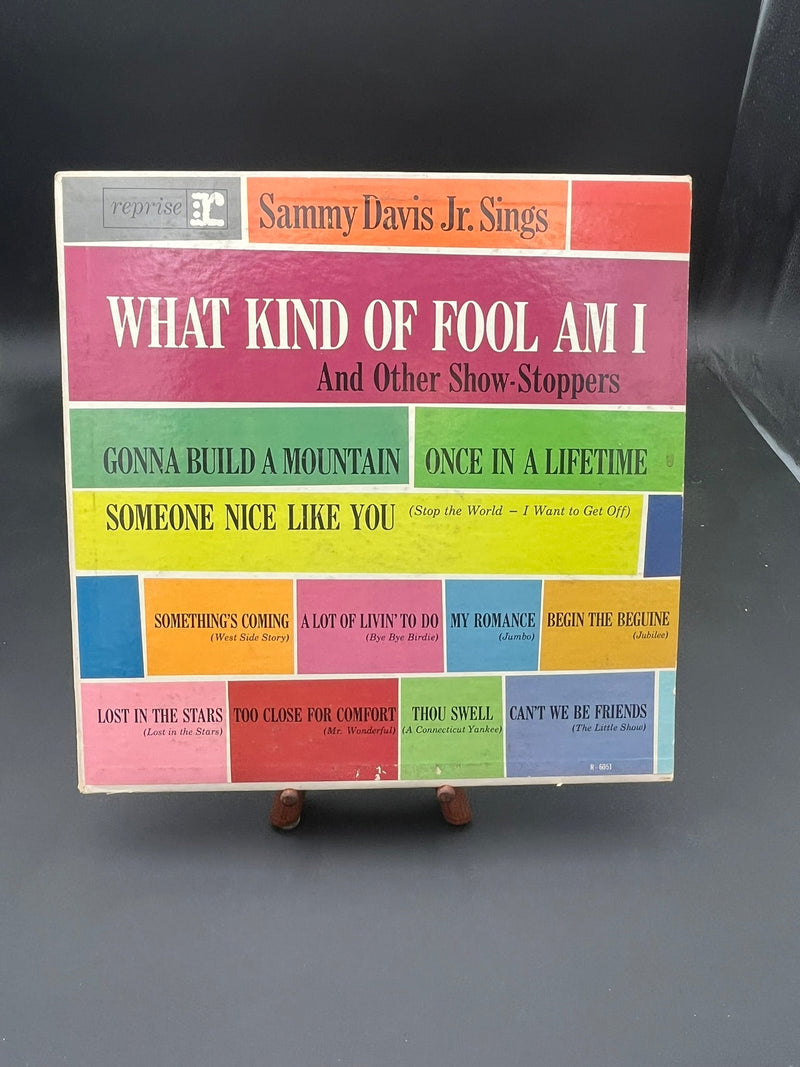 reprise r
Sammy Davis Jr. Sings
WHAT KIND OF FOOL AM I
And Other Show-Stoppers
GONNA BUILD A MOUNTAIN
ONCE IN A LIFETIME
SOMEONE NICE LIKE YOU (Stop the World – I Want to Get Off)
SOMETHING'S COMING
(West Side Story)
A LOT OF LIVIN' TO DO
(Bye Bye Birdie)
MY ROMANCE
(Jumbo)
BEGIN THE BEGUINE
(Jubilee)
LOST IN THE STARS
(Lost in the Stars)
TOO CLOSE FOR COMFORT
(Mr. Wonderful)
THOU SWELL
(A Connecticut Yankee)
CAN'T WE BE FRIENDS
(The Little Show)
R-6051